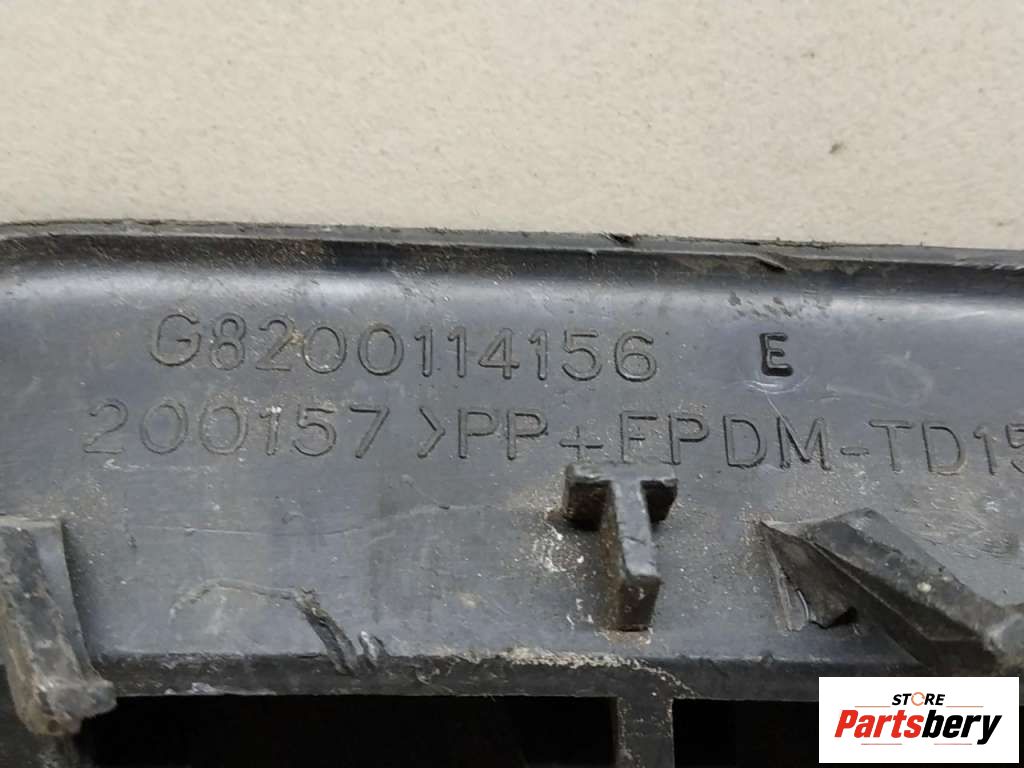 G8200114156 E
200157 >PP+EPDM-TD15
STORE
Partsbery